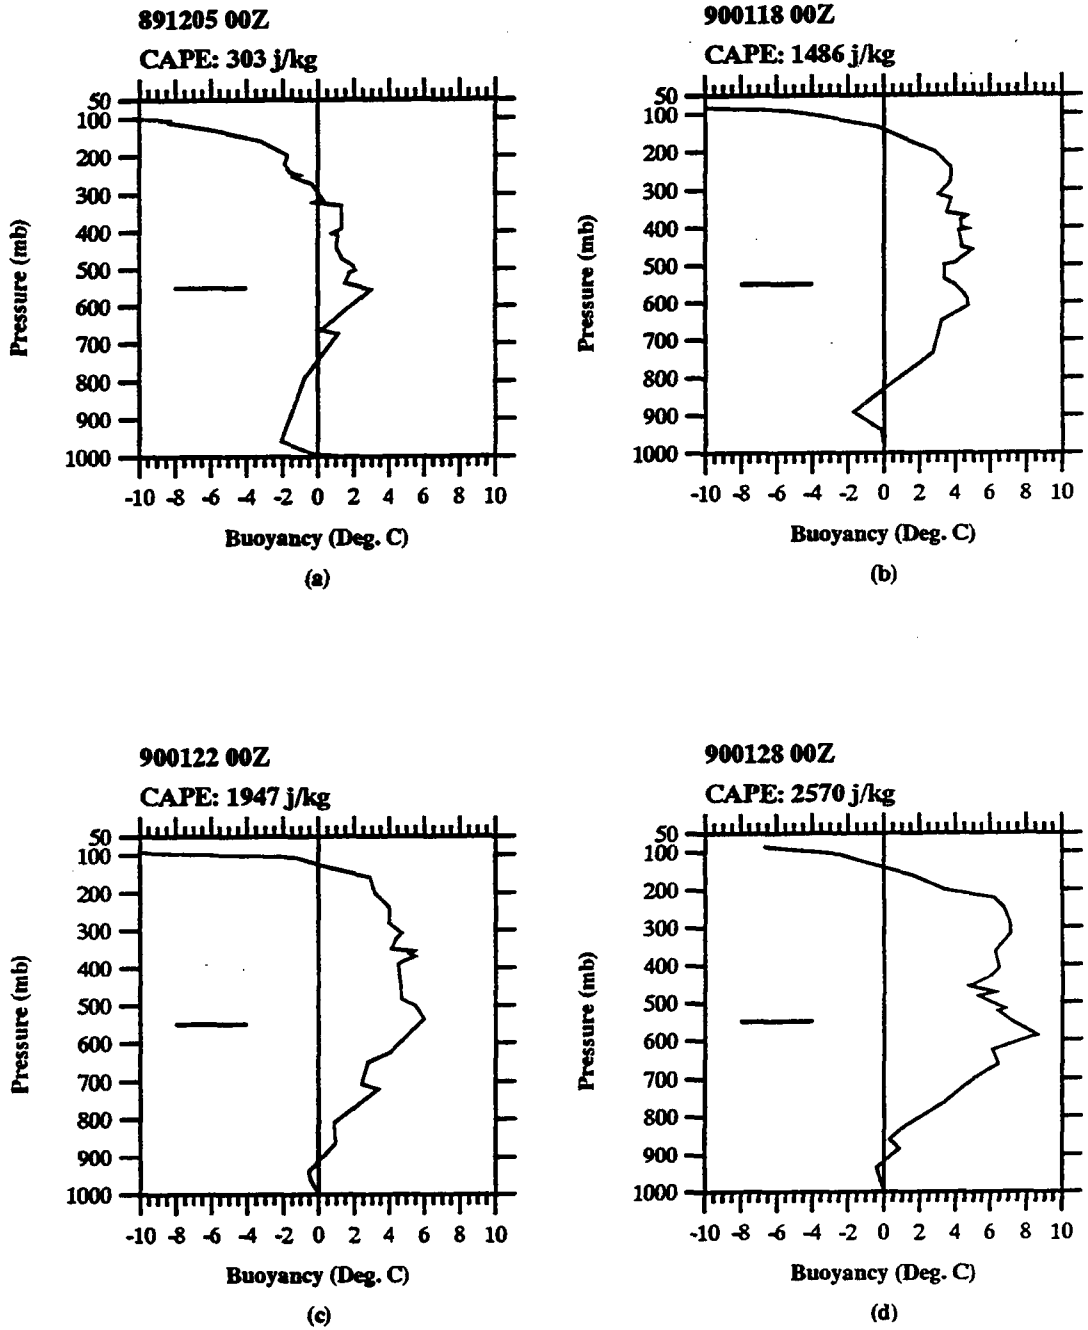 891205 00Z
CAPE: 303 j/kg
50
100
200
300
400
500
600
700
800
900
1000
Pressure (mb)
-10 -8 -6 -4 -2 0 2 4 6 8 10
Buoyancy (Deg. C)
(a)
900118 00Z
CAPE: 1486 j/kg
50
100
200
300
400
500
600
700
800
900
1000
Pressure (mb)
-10 -8 -6 -4 -2 0 2 4 6 8 10
Buoyancy (Deg. C)
(b)
900122 00Z
CAPE: 1947 j/kg
50
100
200
300
400
500
600
700
800
900
1000
Pressure (mb)
-10 -8 -6 -4 -2 0 2 4 6 8 10
Buoyancy (Deg. C)
(c)
900128 00Z
CAPE: 2570 j/kg
50
100
200
300
400
500
600
700
800
900
1000
Pressure (mb)
-10 -8 -6 -4 -2 0 2 4 6 8 10
Buoyancy (Deg. C)
(d)